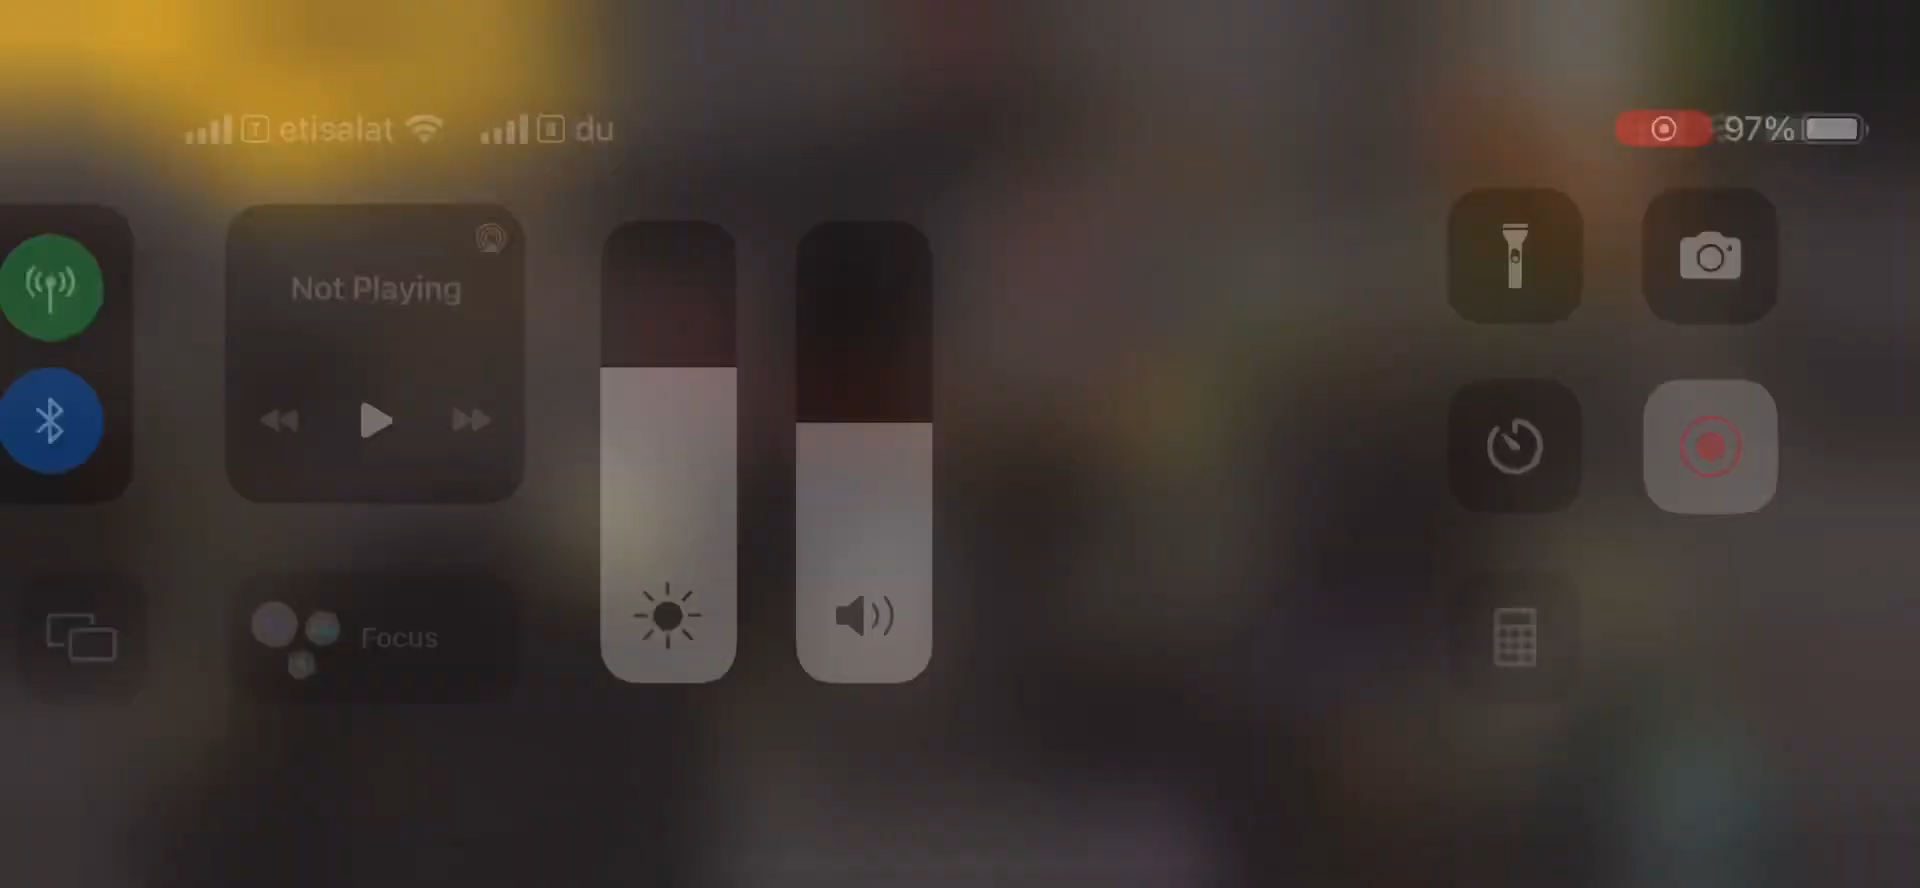 T etisalat du 97%
Not Playing
Focus